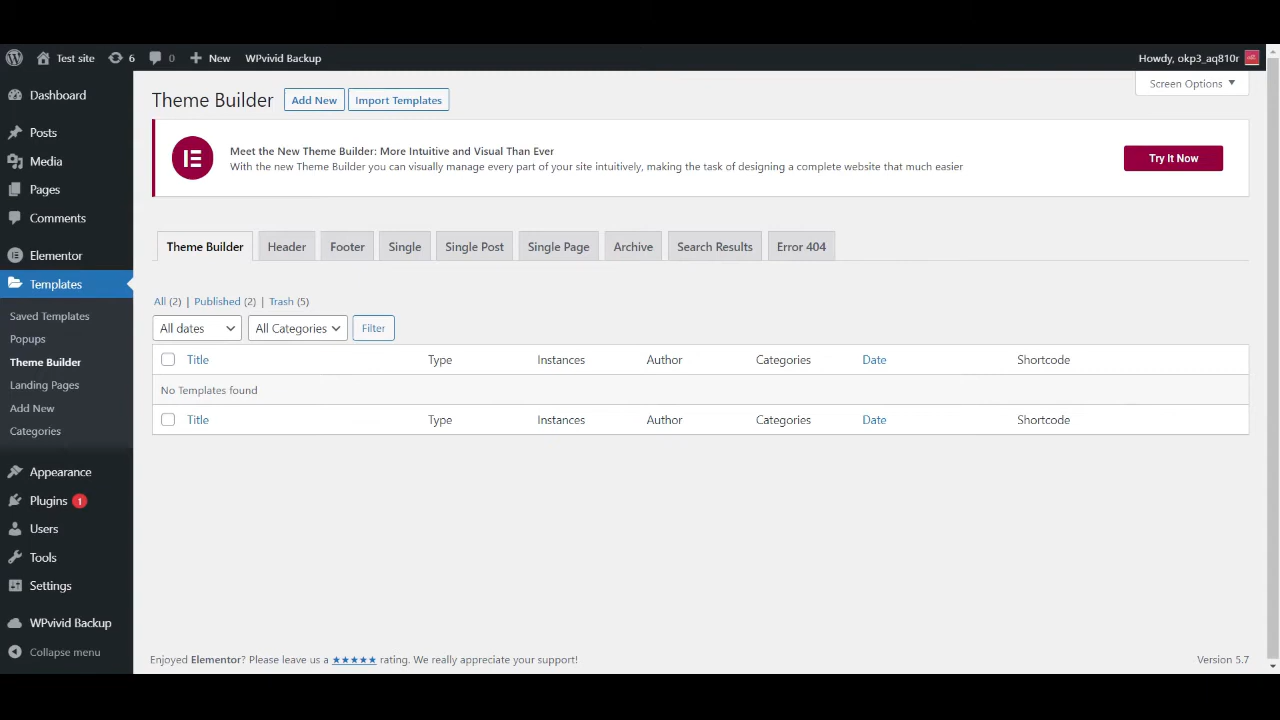 Test site 6 0 New WPvivid Backup Howdy, okp3_aq810r
Dashboard
Posts
Media
Pages
Comments
Elementor
Templates
Saved Templates
Popups
Theme Builder
Landing Pages
Add New
Categories
Appearance
Plugins 1
Users
Tools
Settings
WPvivid Backup
Collapse menu
Screen Options
Theme Builder Add New Import Templates
Meet the New Theme Builder: More Intuitive and Visual Than Ever
With the new Theme Builder you can visually manage every part of your site intuitively, making the task of designing a complete website that much easier
Try It Now
Theme Builder Header Footer Single Single Post Single Page Archive Search Results Error 404
All (2) | Published (2) | Trash (5)
All dates All Categories Filter
Title Type Instances Author Categories Date Shortcode
No Templates found
Title Type Instances Author Categories Date Shortcode
Enjoyed Elementor? Please leave us a ★★★★★ rating. We really appreciate your support! Version 5.7